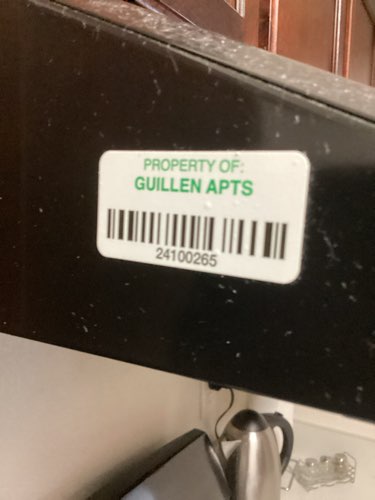 PROPERTY OF:
GUILLEN APTS
24100265